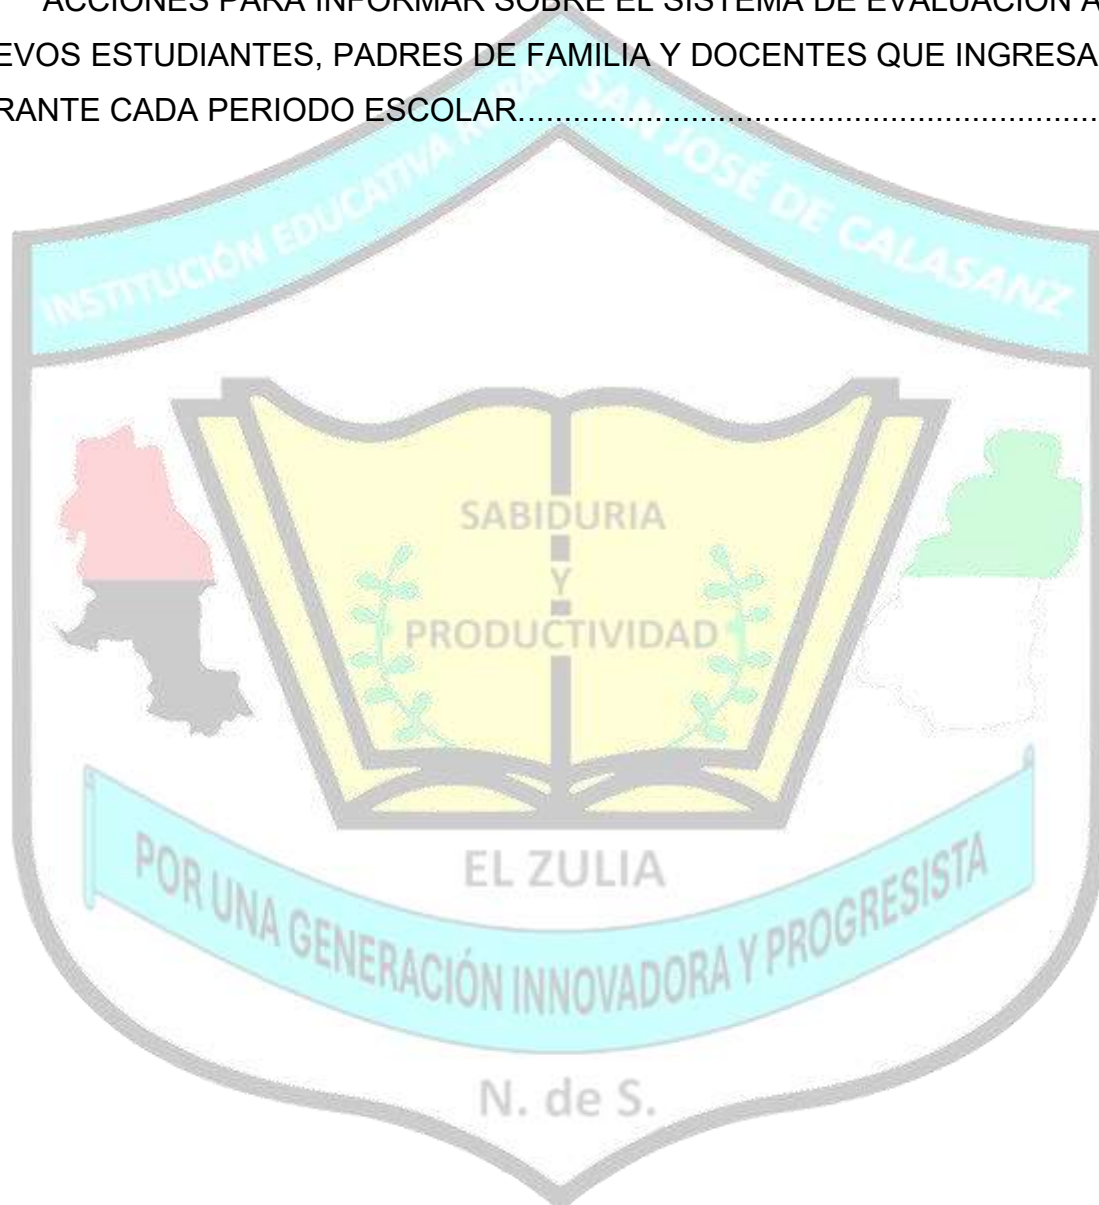 ACCIONES PARA INFORMAR SOBRE EL SISTEMA DE EVALUACIÓN A
EVOS ESTUDIANTES, PADRES DE FAMILIA Y DOCENTES QUE INGRESA
RANTE CADA PERIODO ESCOLAR.................................................................
INSTITUCIÓN EDUCATIVA RURAL SAN JOSÉ DE CALASANZ
SABIDURIA
Y
PRODUCTIVIDAD
EL ZULIA
POR UNA GENERACIÓN INNOVADORA Y PROGRESISTA
N. de S.